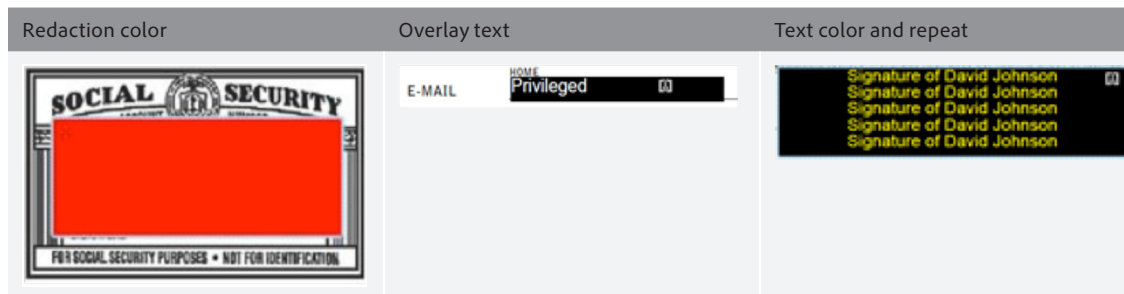 Redaction color
Overlay text
Text color and repeat
SOCIAL SECURITY
FOR SOCIAL SECURITY PURPOSES • NOT FOR IDENTIFICATION
HOME
E-MAIL
Privileged
Signature of David Johnson
Signature of David Johnson
Signature of David Johnson
Signature of David Johnson
Signature of David Johnson